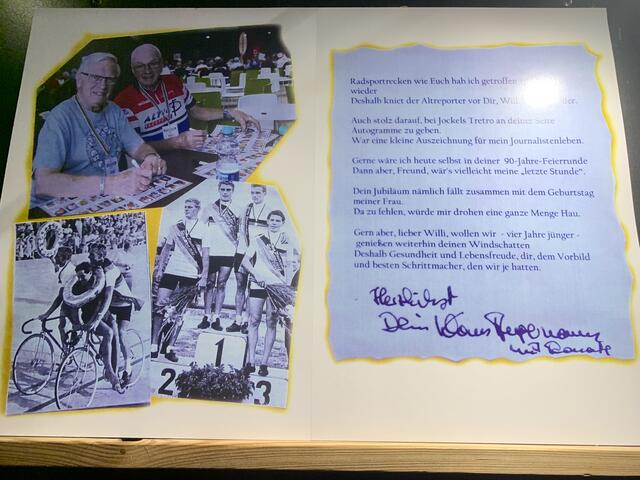 Radsportrecken wie Euch hab ich getroffen
wieder
Deshalb kniet der Altreporter vor Dir,
Auch stolz darauf, bei Jockels Tretro an deiner Seite
Autogramme zu geben.
War eine kleine Auszeichnung für mein Journalistenleben.
Gerne wäre ich heute selbst in deiner 90-Jahre-Feierrunde
Dann aber, Freund, wär's vielleicht meine „letzte Stunde“.
Dein Jubiläum nämlich fällt zusammen mit dem Geburtstag
meiner Frau.
Da zu fehlen, würde mir drohen eine ganze Menge Hau.
Gern aber, lieber Willi, wollen wir - vier Jahre jünger -
genießen weiterhin deinen Windschatten
Deshalb Gesundheit und Lebensfreude, dir, dem Vorbild
und besten Schrittmacher, den wir je hatten.
Herzlichst
Dein Klaus
mit
2 1 3